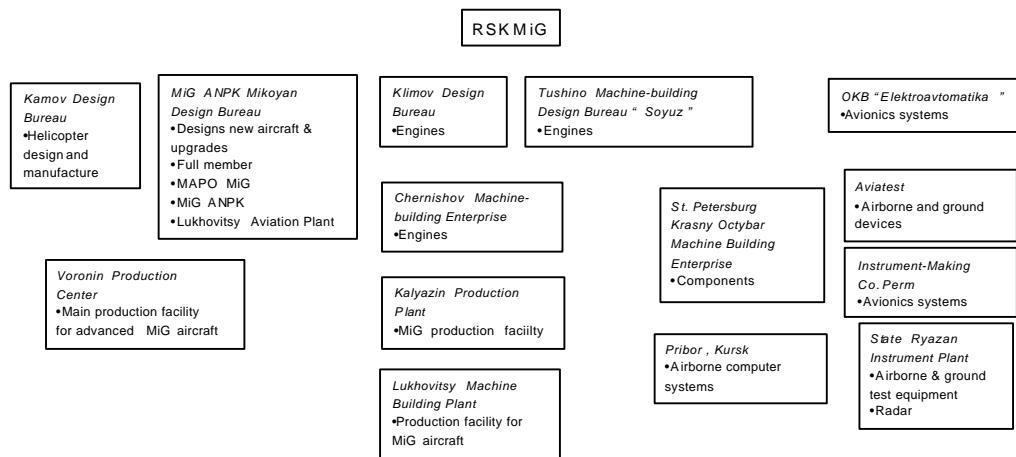 RSK MiG
Kamov Design
Bureau
•Helicopter
design and
manufacture
MiG ANPK Mikoyan
Design Bureau
•Designs new aircraft &
upgrades
•Full member
•MAPO MiG
•MiG ANPK
•Lukhovitsy Aviation Plant
Klimov Design
Bureau
•Engines
Tushino Machine-building
Design Bureau “ Soyuz ”
•Engines
OKB “Elektroavtomatika ”
•Avionics systems
Chernishov Machine-
building Enterprise
•Engines
St. Petersburg
Krasny Octybar
Machine Building
Enterprise
•Components
Aviatest
•Airborne and ground
devices
Voronin Production
Center
•Main production facility
for advanced MiG aircraft
Kalyazin Production
Plant
•MiG production faciilty
Instrument-Making
Co. Perm
•Avionics systems
Pribor , Kursk
•Airborne computer
systems
State Ryazan
Instrument Plant
•Airborne & ground
test equipment
•Radar
Lukhovitsy Machine
Building Plant
•Production facility for
MiG aircraft